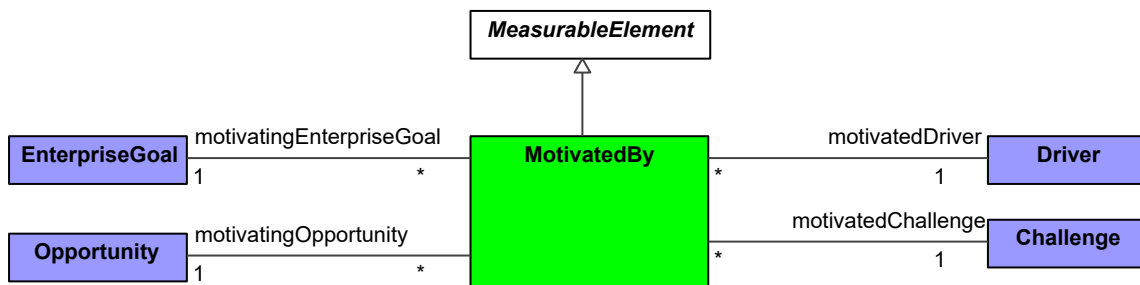 MeasurableElement
motivatingEnterpriseGoal
motivatedDriver
EnterpriseGoal
MotivatedBy
Driver
1
*
*
1
motivatingOpportunity
motivatedChallenge
Opportunity
Challenge
1
*
*
1